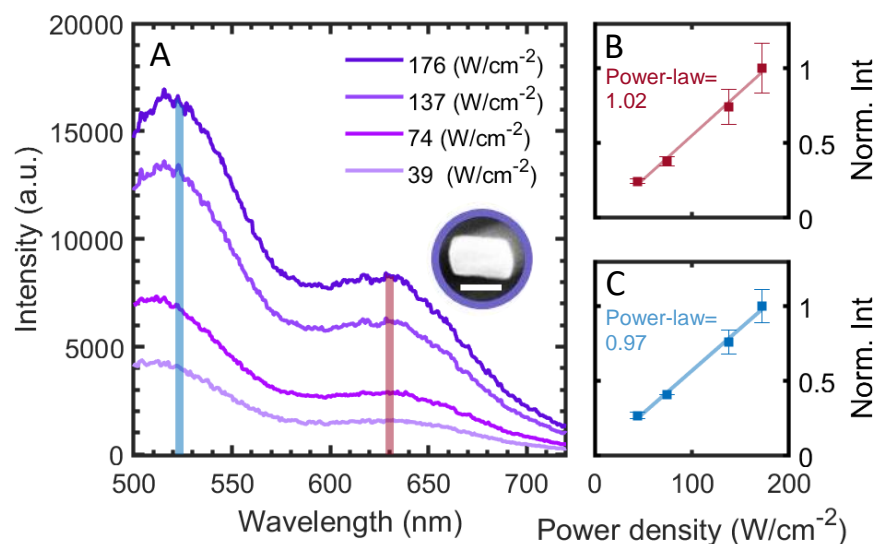 A
20000
15000
10000
5000
0
Intensity (a.u.)
176 (W/cm⁻²)
137 (W/cm⁻²)
74 (W/cm⁻²)
39 (W/cm⁻²)
500 550 600 650 700
Wavelength (nm)
B
Power-law=
1.02
1
0.5
0
Norm. Int
C
Power-law=
0.97
1
0.5
0
Norm. Int
0 100 200
Power density (W/cm⁻²)